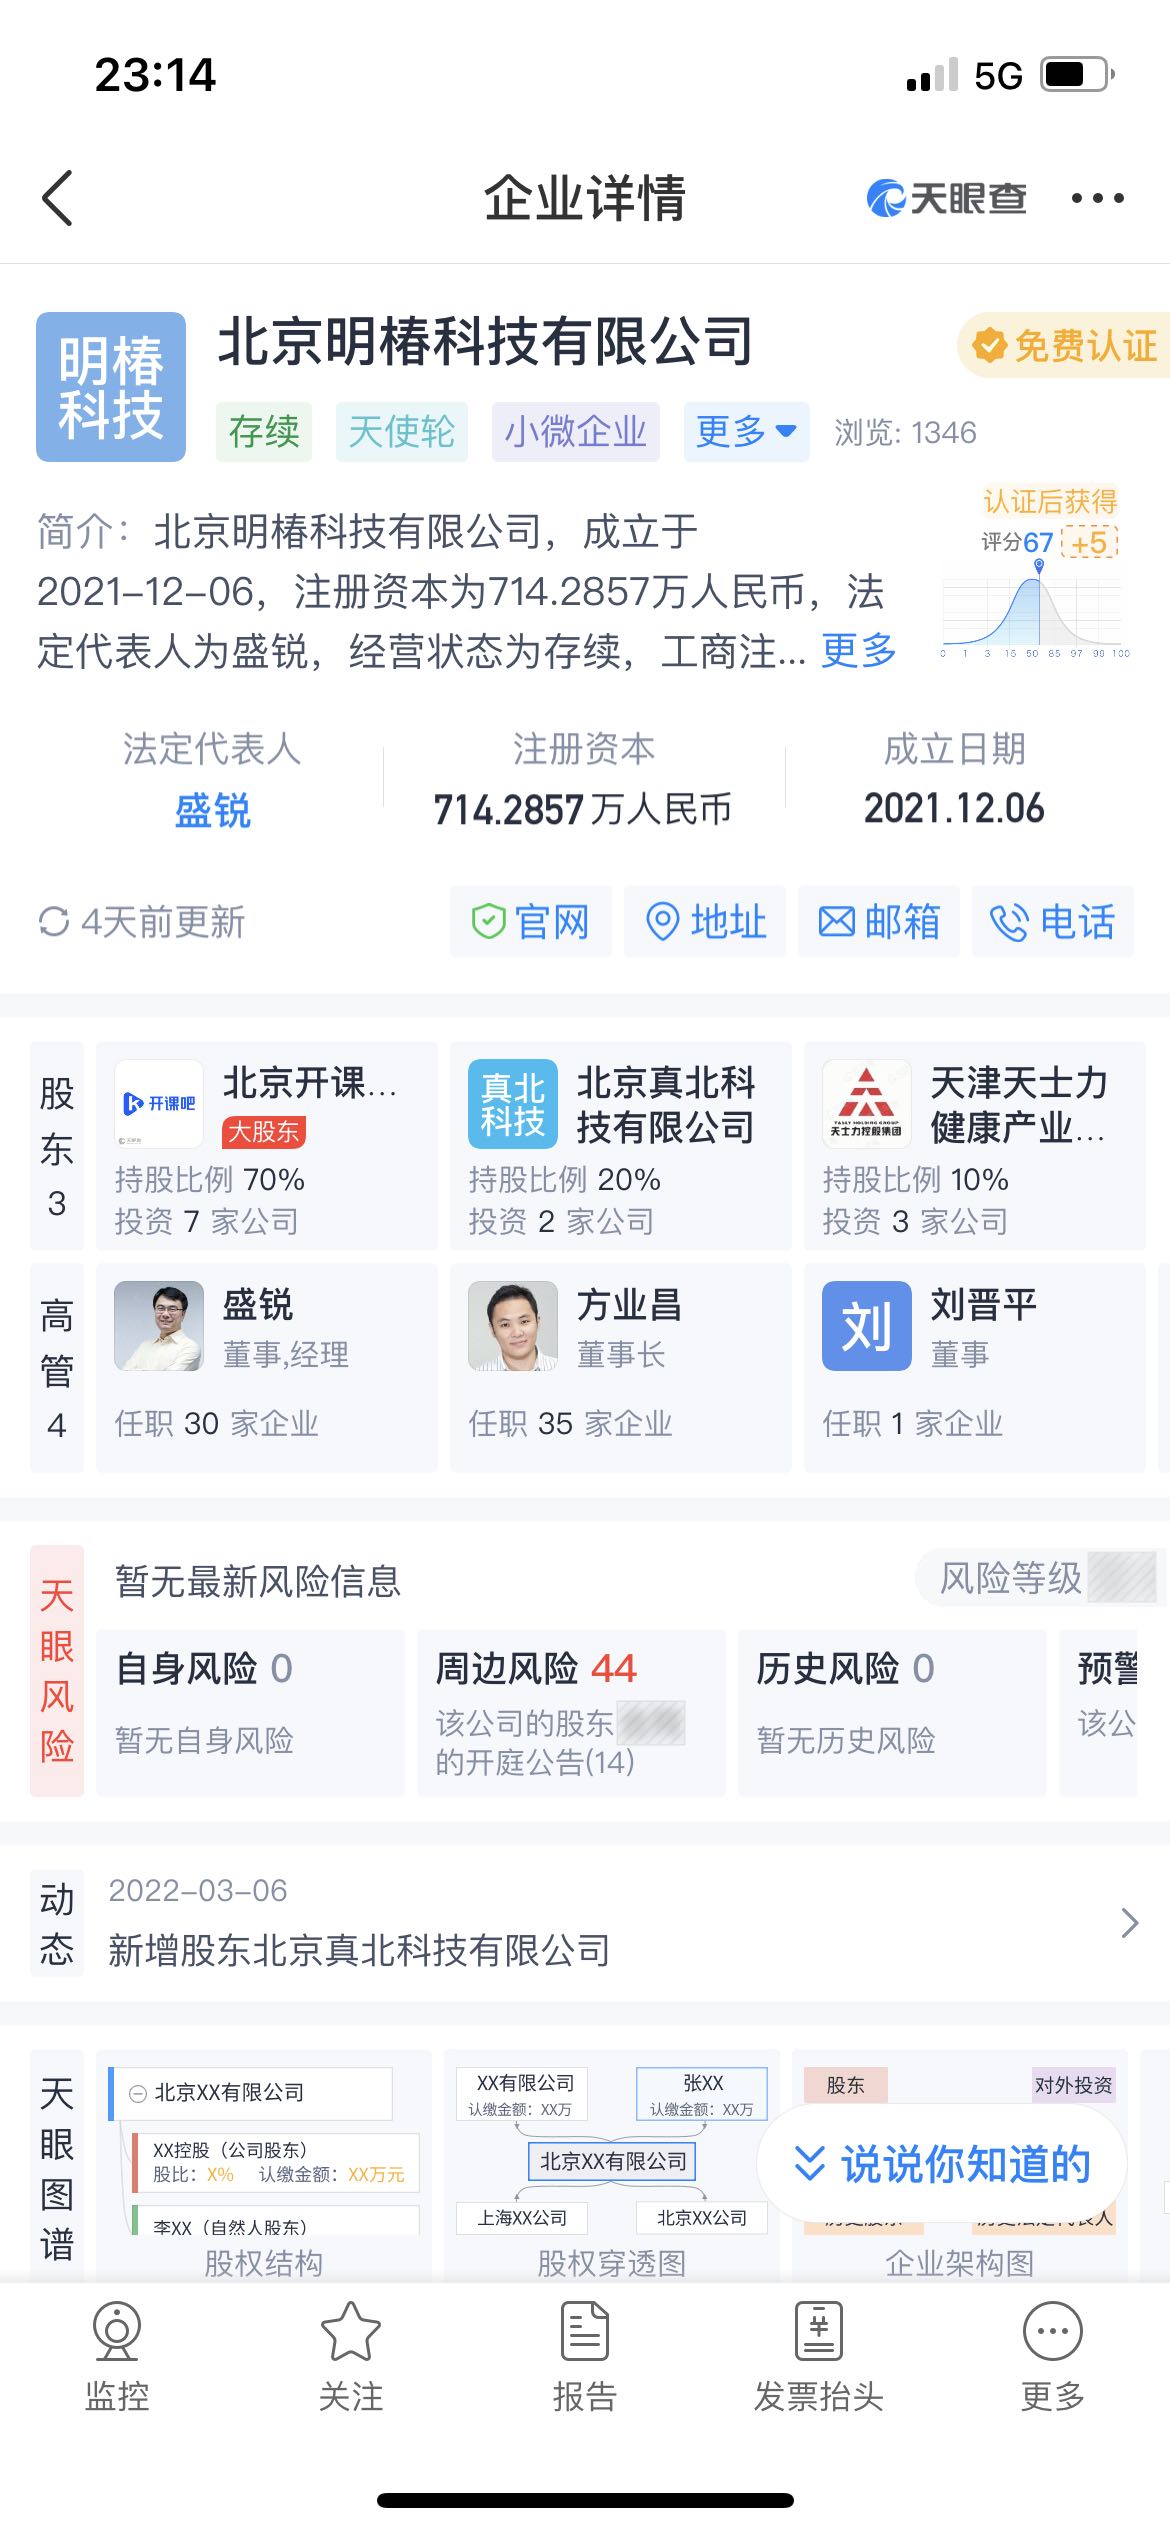 23:14
5G
企业详情
天眼查
明椿
科技
北京明椿科技有限公司
免费认证
存续
天使轮
小微企业
更多
浏览: 1346
简介：北京明椿科技有限公司，成立于
2021-12-06，注册资本为714.2857万人民币，法
定代表人为盛锐，经营状态为存续，工商注... 更多
认证后获得
评分67 +5
0 1 3 15 50 85 97 99 100
法定代表人
盛锐
注册资本
714.2857万人民币
成立日期
2021.12.06
4天前更新
官网
地址
邮箱
电话
股东3
开课吧
北京开课...
大股东
持股比例 70%
投资 7 家公司
真北
科技
北京真北科
技有限公司
持股比例 20%
投资 2 家公司
TASLY HOLDING GROUP
天士力控股集团
天津天士力
健康产业...
持股比例 10%
投资 3 家公司
高管4
盛锐
董事,经理
任职 30 家企业
方业昌
董事长
任职 35 家企业
刘
刘晋平
董事
任职 1 家企业
天眼风险
暂无最新风险信息
风险等级
自身风险 0
暂无自身风险
周边风险 44
该公司的股东
的开庭公告(14)
历史风险 0
暂无历史风险
预警
该公
动态
2022-03-06
新增股东北京真北科技有限公司
天眼图谱
北京XX有限公司
XX控股（公司股东）
股比：X% 认缴金额：XX万元
李XX（自然人股东）
股权结构
XX有限公司
认缴金额：XX万
张XX
认缴金额：XX万
北京XX有限公司
上海XX公司
北京XX公司
股权穿透图
股东
对外投资
说说你知道的
历史股东
历史法定代表人
企业架构图
监控
关注
报告
发票抬头
更多